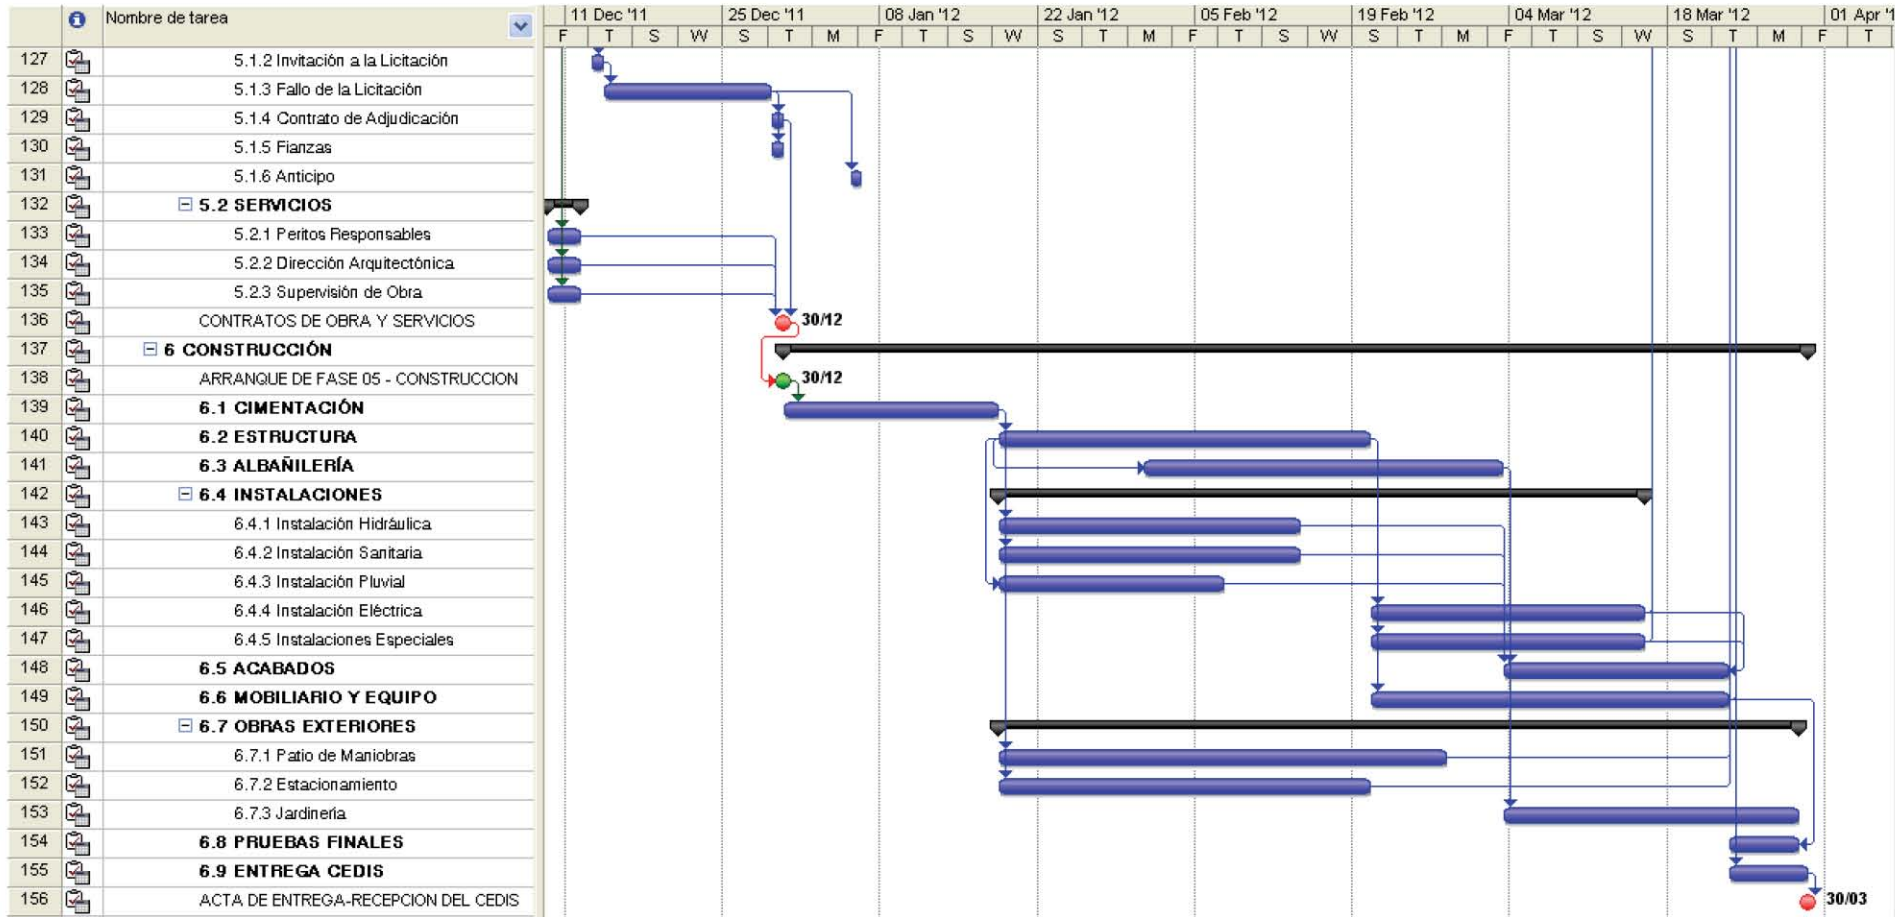 Nombre de tarea
11 Dec '11 25 Dec '11 08 Jan '12 22 Jan '12 05 Feb '12 19 Feb '12 04 Mar '12 18 Mar '12 01 Apr '1
F T S W S T M F T S W S T M F T S W S T M F T S W S T M F T
127 5.1.2 Invitación a la Licitación
128 5.1.3 Fallo de la Licitación
129 5.1.4 Contrato de Adjudicación
130 5.1.5 Fianzas
131 5.1.6 Anticipo
132 5.2 SERVICIOS
133 5.2.1 Peritos Responsables
134 5.2.2 Dirección Arquitectónica
135 5.2.3 Supervisión de Obra
136 CONTRATOS DE OBRA Y SERVICIOS 30/12
137 6 CONSTRUCCIÓN
138 ARRANQUE DE FASE 05 - CONSTRUCCION 30/12
139 6.1 CIMENTACIÓN
140 6.2 ESTRUCTURA
141 6.3 ALBAÑILERÍA
142 6.4 INSTALACIONES
143 6.4.1 Instalación Hidráulica
144 6.4.2 Instalación Sanitaria
145 6.4.3 Instalación Pluvial
146 6.4.4 Instalación Eléctrica
147 6.4.5 Instalaciones Especiales
148 6.5 ACABADOS
149 6.6 MOBILIARIO Y EQUIPO
150 6.7 OBRAS EXTERIORES
151 6.7.1 Patio de Maniobras
152 6.7.2 Estacionamiento
153 6.7.3 Jardinería
154 6.8 PRUEBAS FINALES
155 6.9 ENTREGA CEDIS
156 ACTA DE ENTREGA-RECEPCION DEL CEDIS 30/03